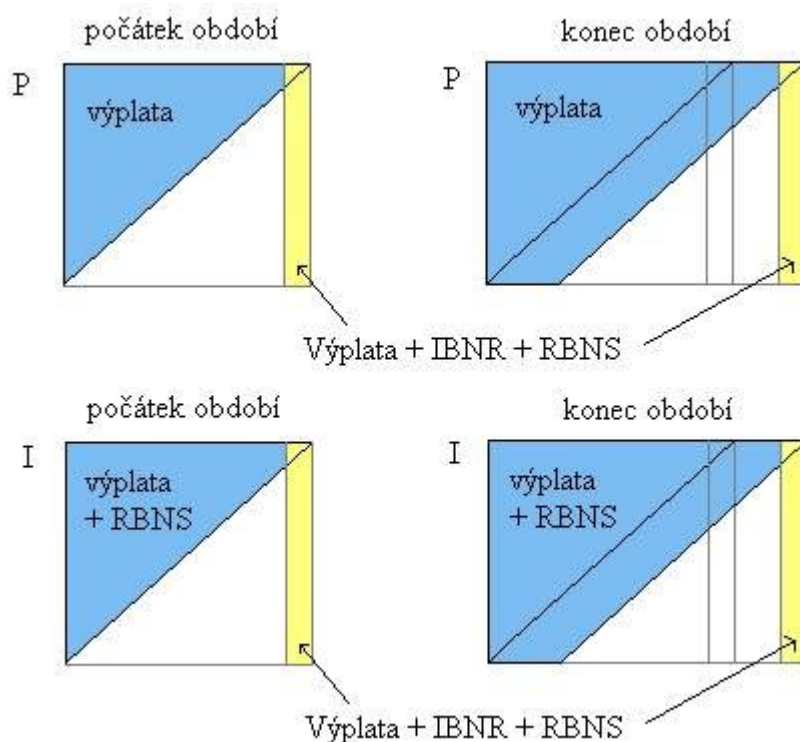 počátek období
konec období
P
výplata
P
výplata
Výplata + IBNR + RBNS
počátek období
konec období
I
výplata
+ RBNS
I
výplata
+ RBNS
Výplata + IBNR + RBNS